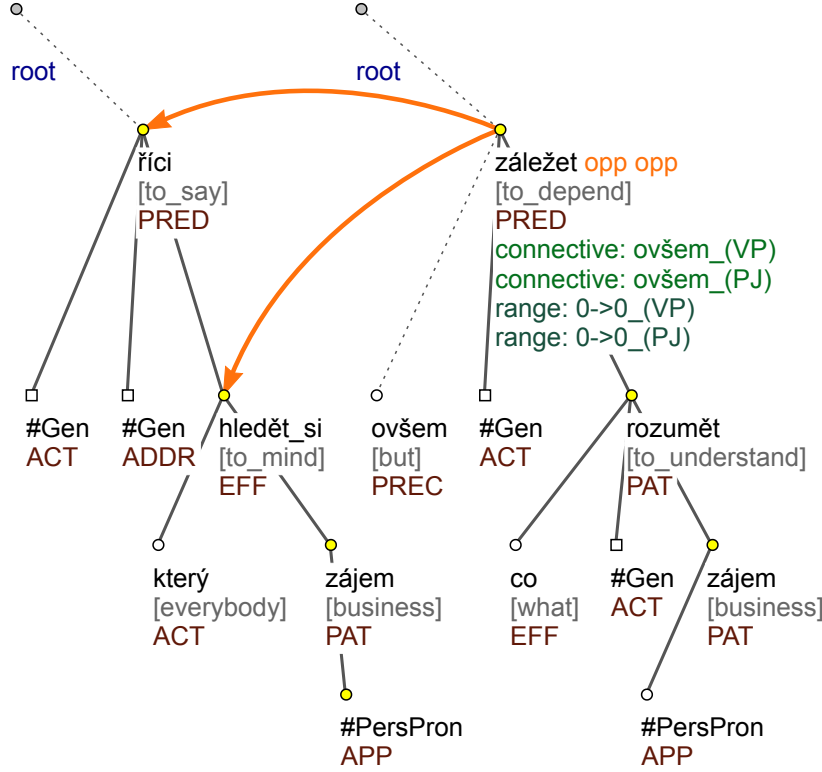 root
root
říci
[to_say]
PRED
záležet opp opp
[to_depend]
PRED
connective: ovšem_(VP)
connective: ovšem_(PJ)
range: 0->0_(VP)
range: 0->0_(PJ)
#Gen
ACT
#Gen
ADDR
hledět_si
[to_mind]
EFF
ovšem
[but]
PREC
#Gen
ACT
rozumět
[to_understand]
PAT
který
[everybody]
ACT
zájem
[business]
PAT
co
[what]
EFF
#Gen
ACT
zájem
[business]
PAT
#PersPron
APP
#PersPron
APP